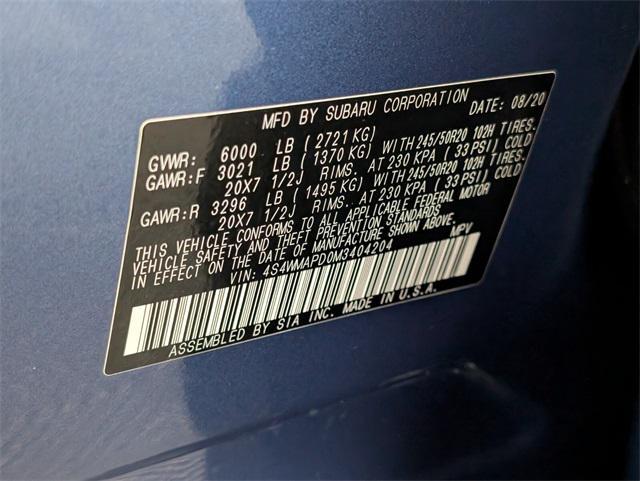 MFD BY SUBARU CORPORATION DATE: 08/20
GVWR: 6000 LB ( 2721 KG)
GAWR:F 3021 LB ( 1370 KG) WITH 245/50R20 102H TIRES.
20X7 1/2J RIMS. AT 230 KPA ( 33 PSI) COLD
GAWR:R 3296 LB ( 1495 KG) WITH 245/50R20 102H TIRES.
20X7 1/2J RIMS. AT 230 KPA ( 33 PSI) COLD
THIS VEHICLE CONFORMS TO ALL APPLICABLE FEDERAL MOTOR
VEHICLE SAFETY AND BUMPER STANDARDS
IN EFFECT ON THE DATE OF MANUFACTURE SHOWN ABOVE.
VIN: 4S4WMAPD0M3404204 MPV
ASSEMBLED BY SIA INC. MADE IN U.S.A.